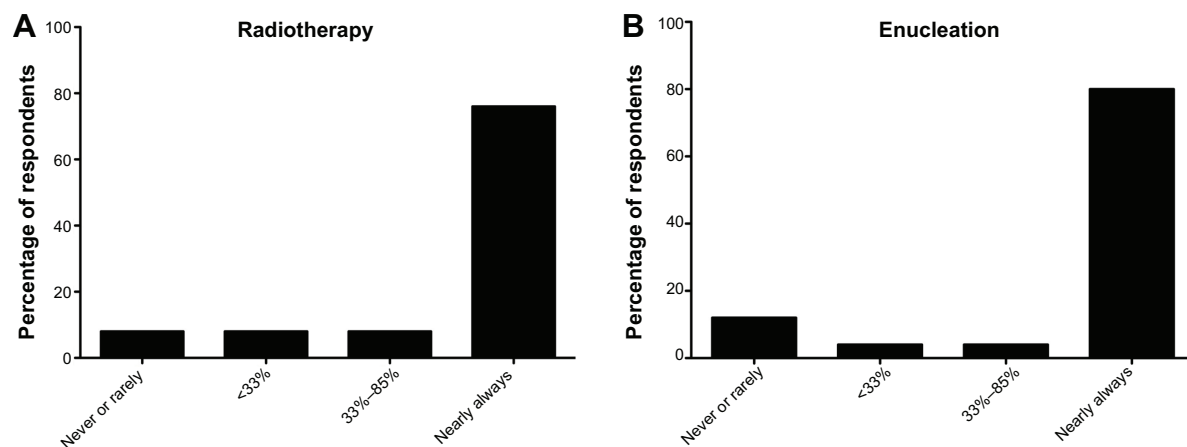 A
Radiotherapy
Percentage of respondents
100
80
60
40
20
0
Never or rarely
<33%
33%–85%
Nearly always
B
Enucleation
Percentage of respondents
100
80
60
40
20
0
Never or rarely
<33%
33%–85%
Nearly always